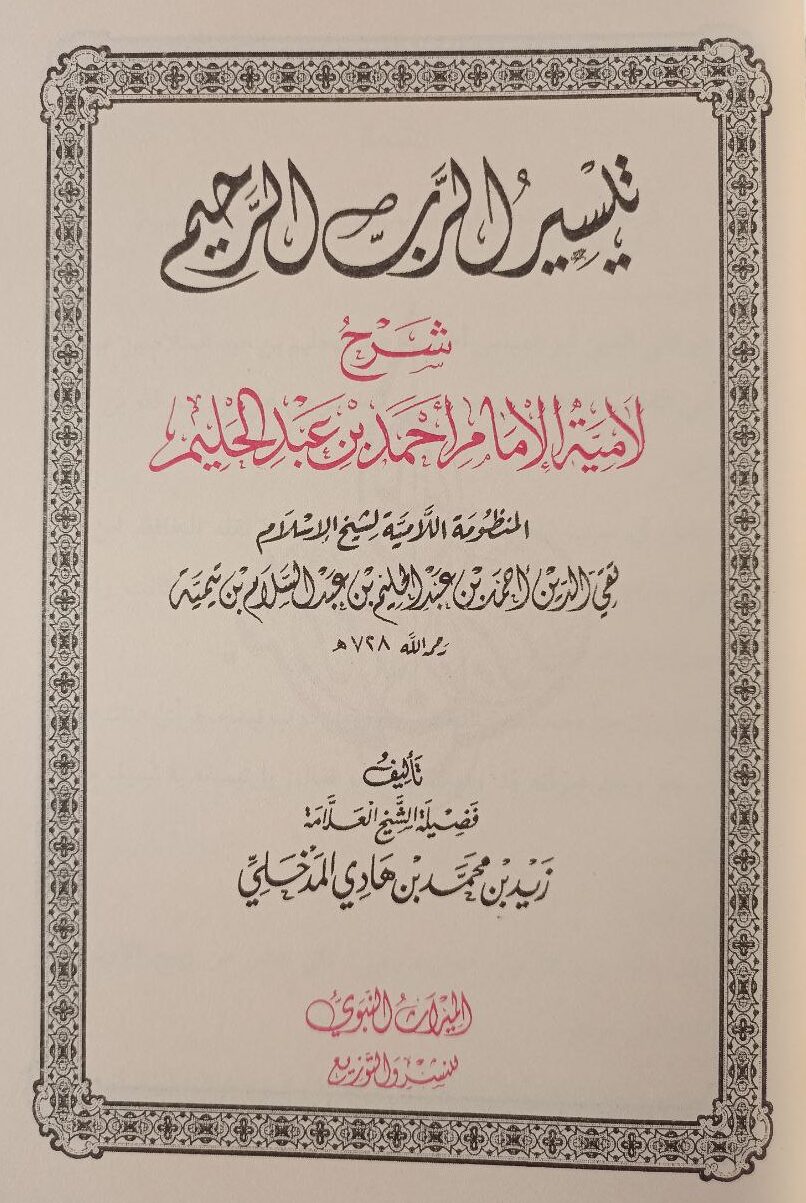 تيسير الرب الرحيم
شرح
لامية الإمام أحمد بن عبد الحليم
المنظومة اللامية لشيخ الإسلام
تقي الدين أحمد بن عبد الحليم بن عبد السلام بن تيمية
رحمه الله ٧٢٨ هـ
تأليف
فضيلة الشيخ العلامة
زيد بن محمد بن هادي المدخلي
الميراث النبوي
للنشر والتوزيع